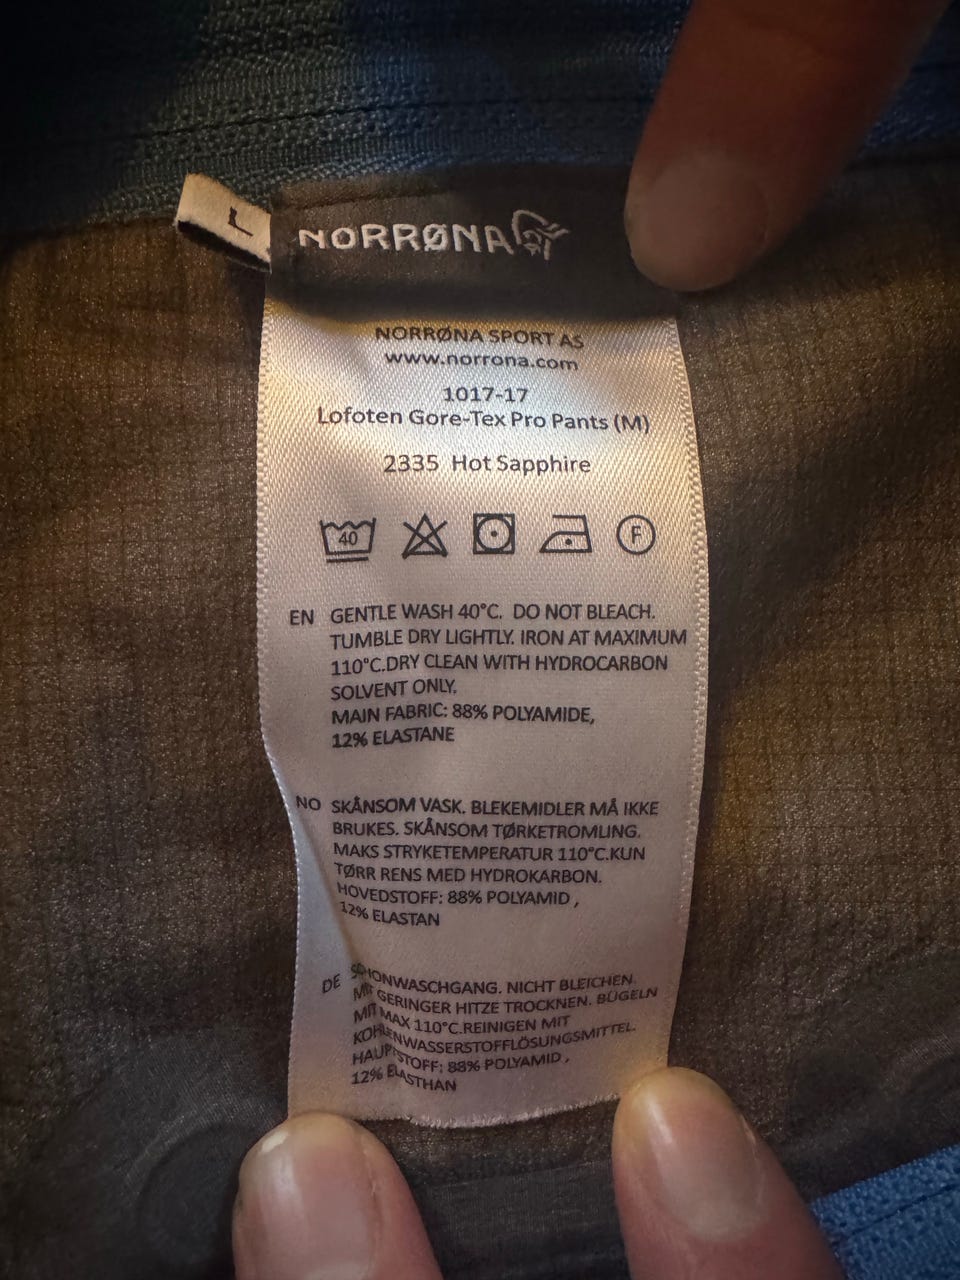 L
NORRØNA
NORRØNA SPORT AS
www.norrona.com
1017-17
Lofoten Gore-Tex Pro Pants (M)
2335 Hot Sapphire
40
F
EN GENTLE WASH 40°C. DO NOT BLEACH.
TUMBLE DRY LIGHTLY. IRON AT MAXIMUM
110°C.DRY CLEAN WITH HYDROCARBON
SOLVENT ONLY.
MAIN FABRIC: 88% POLYAMIDE,
12% ELASTANE
NO SKÅNSOM VASK. BLEKEMIDLER MÅ IKKE
BRUKES. SKÅNSOM TØRKETROMLING.
MAKS STRYKETEMPERATUR 110°C.KUN
TØRR RENS MED HYDROKARBON.
HOVEDSTOFF: 88% POLYAMID ,
12% ELASTAN
DE SCHONWASCHGANG. NICHT BLEICHEN.
MIT GERINGER HITZE TROCKNEN. BÜGELN
MIT MAX 110°C.REINIGEN MIT
KOHLENWASSERSTOFFLÖSUNGSMITTEL.
HAUPTSTOFF: 88% POLYAMID ,
12% ELASTHAN